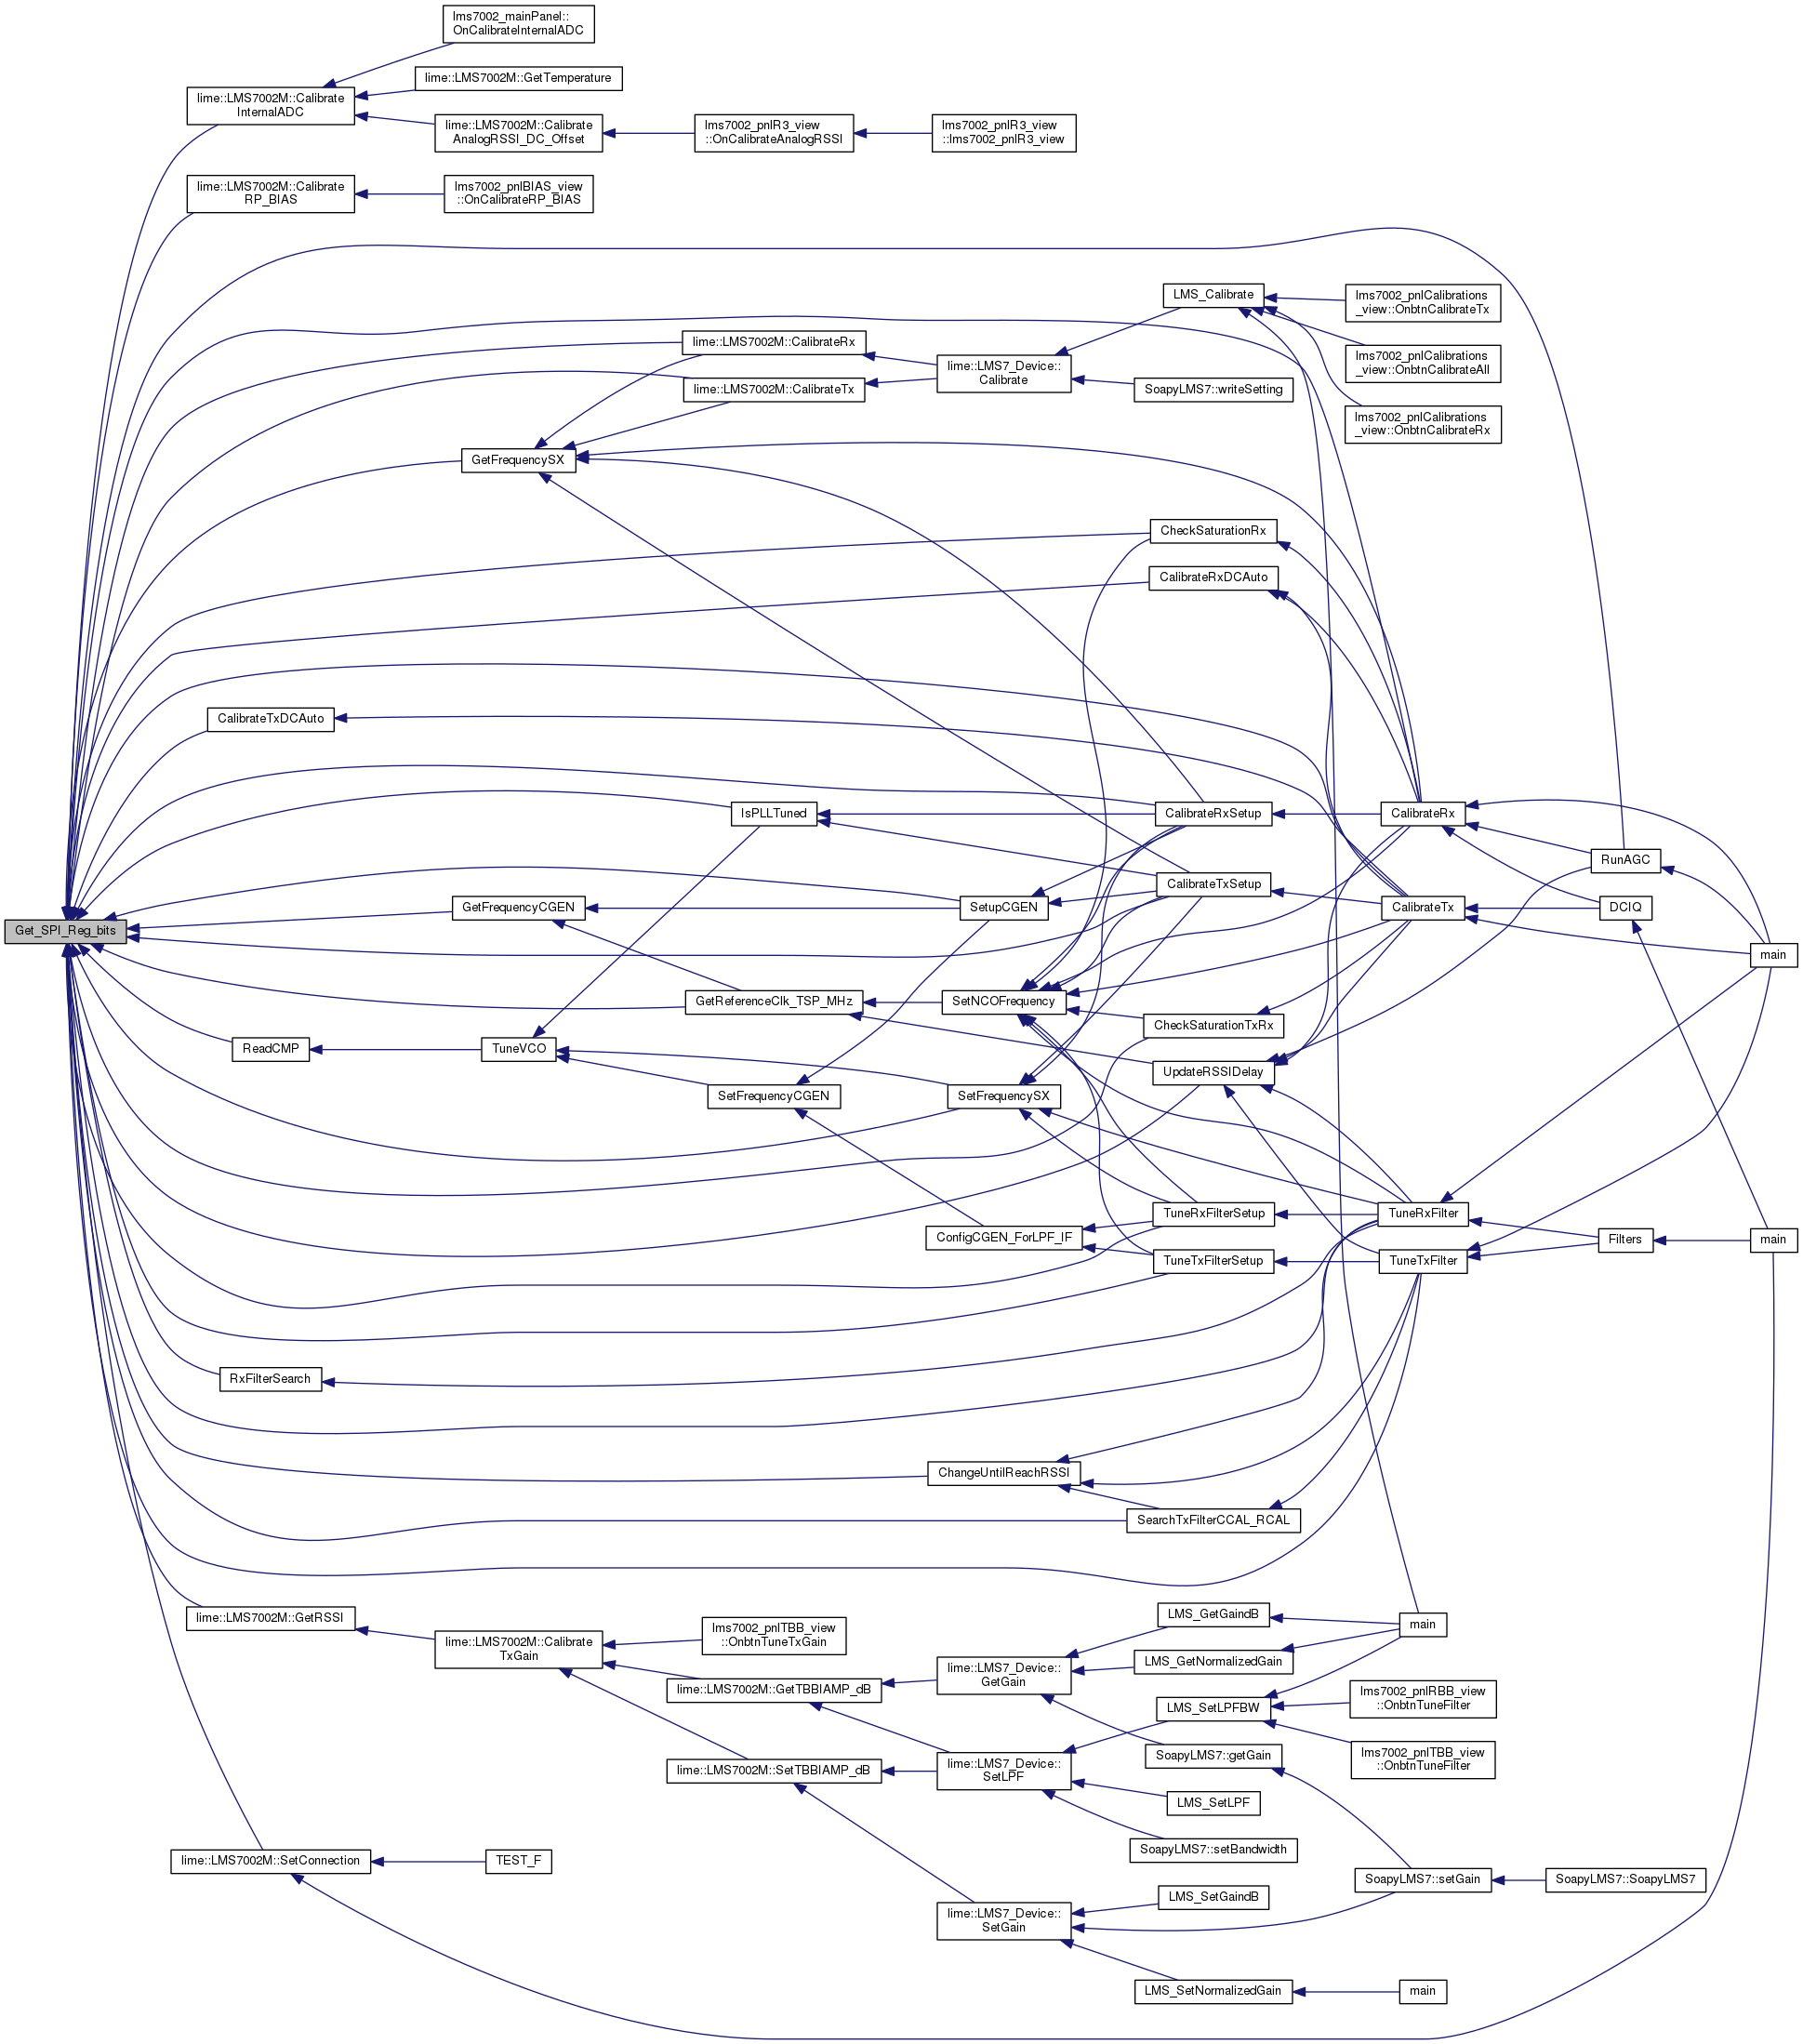 lms7002_mainPanel::
OnCalibrateInternalADC
lime::LMS7002M::GetTemperature
lime::LMS7002M::Calibrate
InternalADC
lime::LMS7002M::Calibrate
AnalogRSSI_DC_Offset
lms7002_pnlR3_view
::OnCalibrateAnalogRSSI
lms7002_pnlR3_view
::lms7002_pnlR3_view
lime::LMS7002M::Calibrate
RP_BIAS
lms7002_pnlBIAS_view
::OnCalibrateRP_BIAS
LMS_Calibrate
lms7002_pnlCalibrations
_view::OnbtnCalibrateTx
lime::LMS7002M::CalibrateRx
lime::LMS7_Device::
Calibrate
lms7002_pnlCalibrations
_view::OnbtnCalibrateAll
lime::LMS7002M::CalibrateTx
SoapyLMS7::writeSetting
lms7002_pnlCalibrations
_view::OnbtnCalibrateRx
GetFrequencySX
CheckSaturationRx
CalibrateRxDCAuto
CalibrateTxDCAuto
IsPLLTuned
CalibrateRxSetup
CalibrateRx
RunAGC
CalibrateTxSetup
GetFrequencyCGEN
SetupCGEN
CalibrateTx
DCIQ
Get_SPI_Reg_bits
main
GetReferenceClk_TSP_MHz
SetNCOFrequency
CheckSaturationTxRx
ReadCMP
TuneVCO
UpdateRSSIDelay
SetFrequencyCGEN
SetFrequencySX
TuneRxFilterSetup
TuneRxFilter
ConfigCGEN_ForLPF_IF
Filters
main
TuneTxFilterSetup
TuneTxFilter
RxFilterSearch
ChangeUntilReachRSSI
SearchTxFilterCCAL_RCAL
lime::LMS7002M::GetRSSI
LMS_GetGaindB
main
lime::LMS7002M::Calibrate
TxGain
lms7002_pnlTBB_view
::OnbtnTuneTxGain
LMS_GetNormalizedGain
lime::LMS7002M::GetTBBIAMP_dB
lime::LMS7_Device::
GetGain
LMS_SetLPFBW
lms7002_pnlRBB_view
::OnbtnTuneFilter
SoapyLMS7::getGain
lms7002_pnlTBB_view
::OnbtnTuneFilter
lime::LMS7002M::SetTBBIAMP_dB
lime::LMS7_Device::
SetLPF
LMS_SetLPF
SoapyLMS7::setBandwidth
lime::LMS7002M::SetConnection
TEST_F
SoapyLMS7::setGain
SoapyLMS7::SoapyLMS7
LMS_SetGaindB
lime::LMS7_Device::
SetGain
LMS_SetNormalizedGain
main